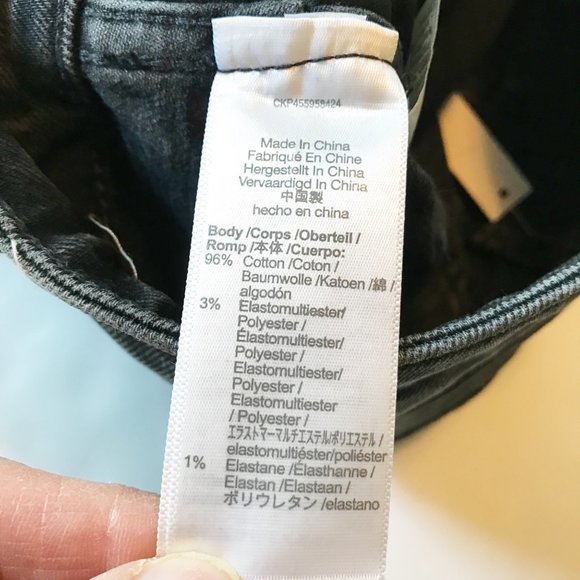 CKP455958424
Made In China
Fabriqué En Chine
Hergestellt In China
Vervaardigd In China
中国製
hecho en china
Body /Corps /Oberteil /
Romp /本体 /Cuerpo:
96% Cotton /Coton /
Baumwolle /Katoen /綿 /
algodón
3% Elastomultiester/
Polyester /
Élastomultiester/
Polyester /
Elastomultiester/
Polyester /
Elastomultiester
/ Polyester /
エラストマーマルチエステル/ポリエステル /
elastomultiéster/poliéster
1% Elastane /Élasthanne /
Elastan /Elastaan /
ポリウレタン /elastano